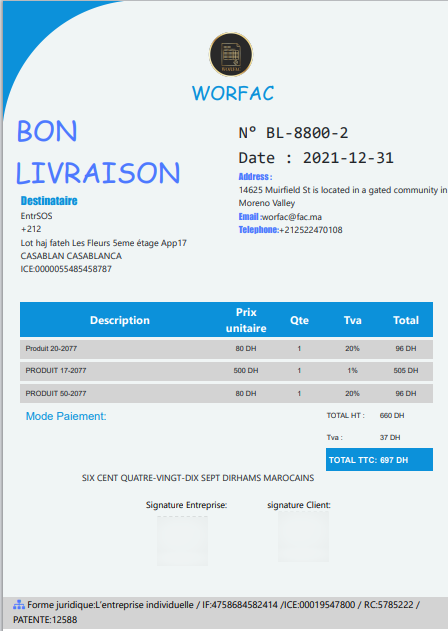 WORFAC
WORFAC
BON
LIVRAISON
N° BL-8800-2
Date : 2021-12-31
Destinataire
EntrSOS
+212
Lot haj fateh Les Fleurs 5eme étage App17
CASABLAN CASABLANCA
ICE:0000055485458787
Address :
14625 Muirfield St is located in a gated community in
Moreno Valley
Email :worfac@fac.ma
Telephone:+212522470108
Description Prix unitaire Qte Tva Total
Produit 20-2077 80 DH 1 20% 96 DH
PRODUIT 17-2077 500 DH 1 1% 505 DH
PRODUIT 50-2077 80 DH 1 20% 96 DH
Mode Paiement:
TOTAL HT : 660 DH
Tva : 37 DH
TOTAL TTC: 697 DH
SIX CENT QUATRE-VINGT-DIX SEPT DIRHAMS MAROCAINS
Signature Entreprise: signature Client:
Forme juridique:L'entreprise individuelle / IF:4758684582414 /ICE:00019547800 / RC:5785222 /
PATENTE:12588